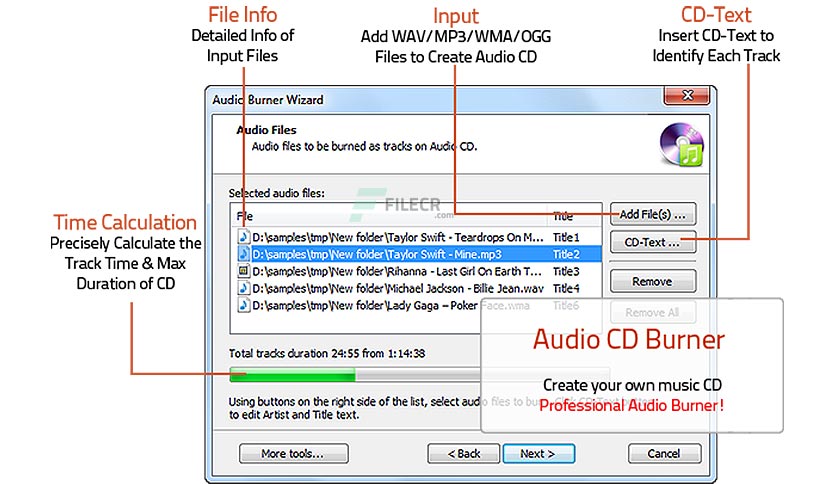 File Info
Detailed Info of
Input Files
Input
Add WAV/MP3/WMA/OGG
Files to Create Audio CD
CD-Text
Insert CD-Text to
Identify Each Track
Audio Burner Wizard
Audio Files
Audio files to be burned as tracks on Audio CD.
Selected audio files:
FILECR
.com
File Title
D:\samples\tmp\New folder\Taylor Swift - Teardrops On M... Title1
D:\samples\tmp\New folder\Taylor Swift - Mine.mp3 Title2
D:\samples\tmp\New folder\Rihanna - Last Girl On Earth T... Title3
D:\samples\tmp\New folder\Michael Jackson - Billie Jean.wav Title4
D:\samples\tmp\New folder\Lady Gaga – Poker Face.wma Title6
Add File(s) ...
CD-Text ...
Remove
Remove All
Time Calculation
Precisely Calculate the
Track Time & Max
Duration of CD
Total tracks duration 24:55 from 1:14:38
Using buttons on the right side of the list, select audio files to bu
to edit Artist and Title text.
Audio CD Burner
Create your own music CD
Professional Audio Burner!
More tools...
< Back
Next >
Cancel